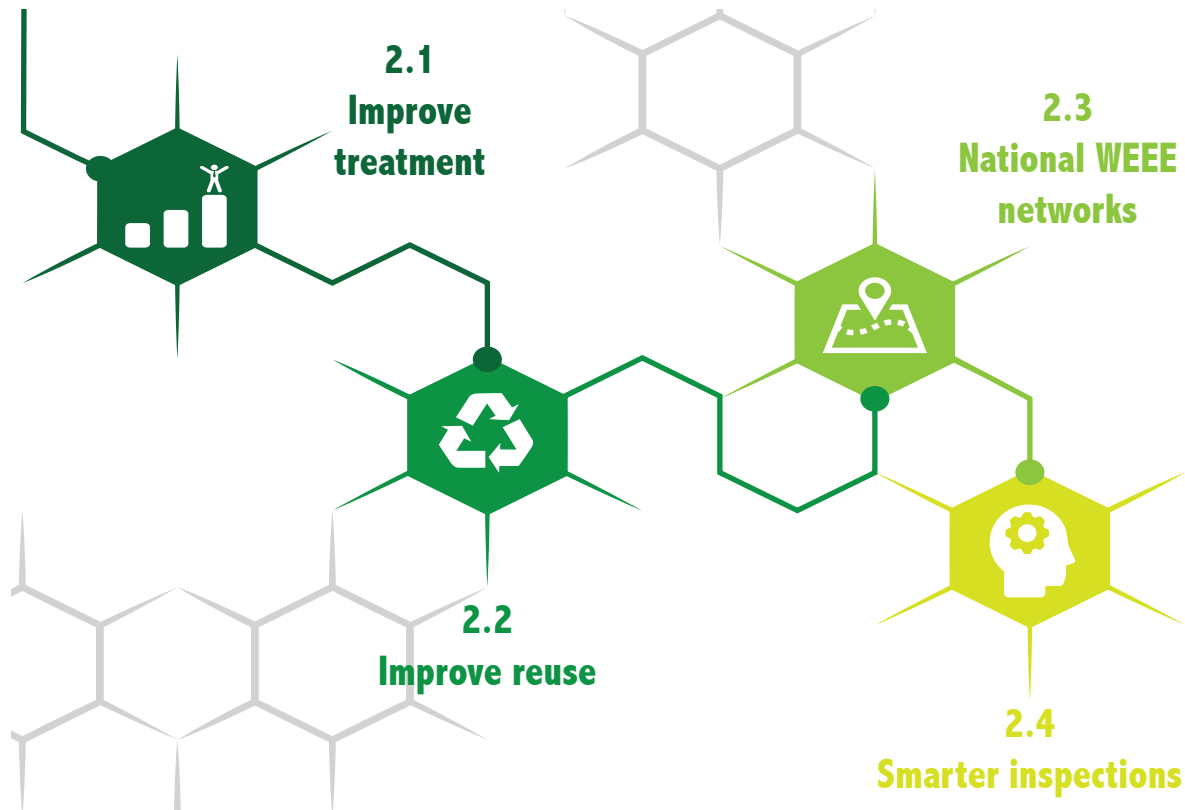 2.1
Improve
treatment
2.2
Improve reuse
2.3
National WEEE
networks
2.4
Smarter inspections